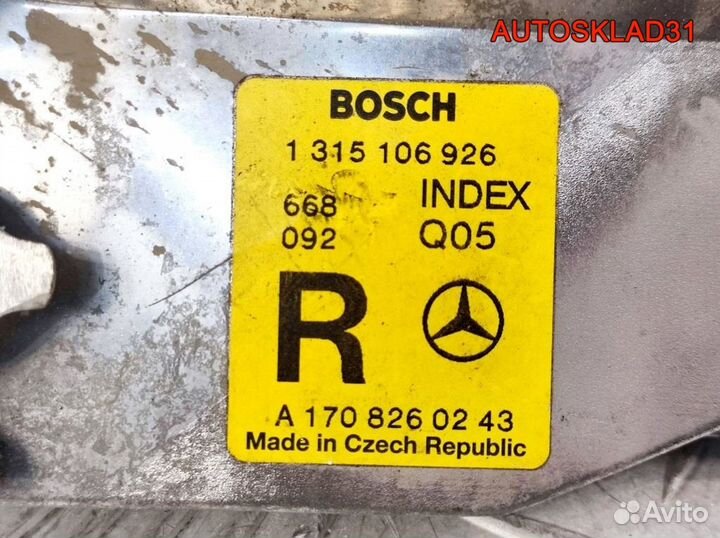 AUTOSKLAD31
BOSCH
1 315 106 926
668 INDEX
092 Q05
R
A 170 826 02 43
Made in Czech Republic
Avito